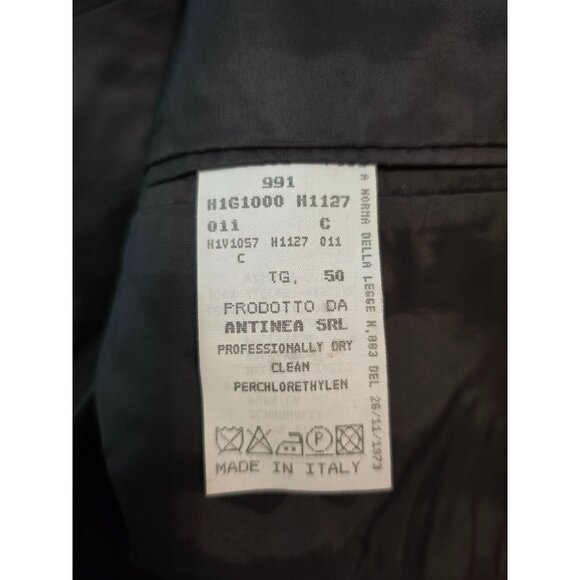 991
H1G1000 H1127
011 C
H1V1057 H1127 011
C
TG. 50
PRODOTTO DA
ANTINEA SRL
PROFESSIONALLY DRY
CLEAN
PERCHLORETHYLEN
P
MADE IN ITALY
A NORMA DELLA LEGGE N.883 DEL 26/11/1973